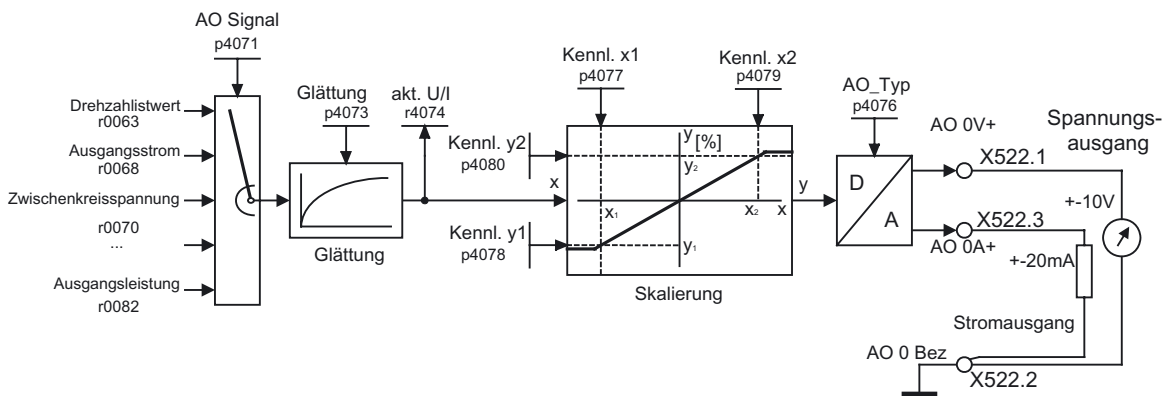 AO Signal
p4071
Drehzahlistwert
r0063
Ausgangsstrom
r0068
Zwischenkreisspannung
r0070
...
Ausgangsleistung
r0082
Glättung
p4073
Glättung
akt. U/I
r4074
Kennl. y2
p4080
x
Kennl. y1
p4078
Kennl. x1
p4077
Kennl. x2
p4079
y [%]
y2
x1
x2
x
y1
Skalierung
y
AO_Typ
p4076
D
A
AO 0V+
X522.1
Spannungs-
ausgang
+-10V
X522.3
AO 0A+
+-20mA
Stromausgang
AO 0 Bez
X522.2